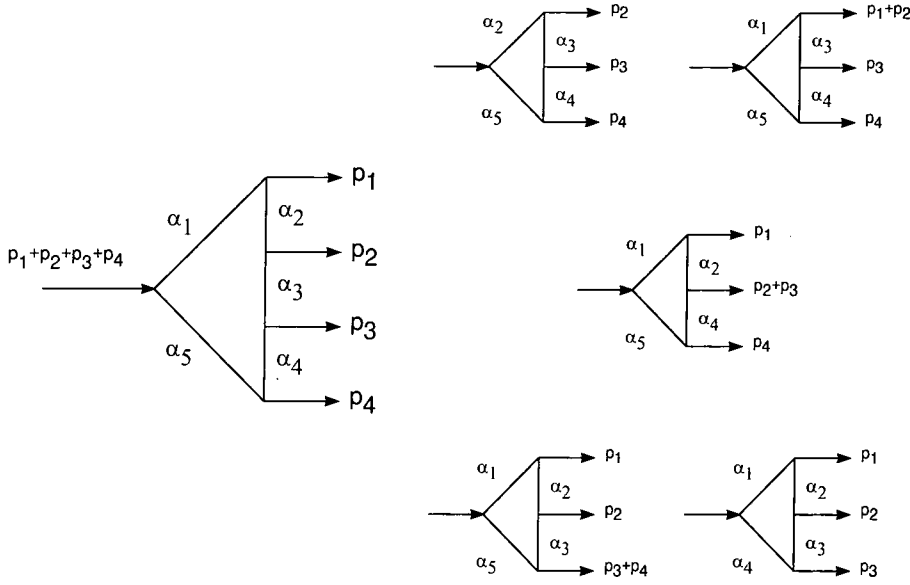 p₁+p₂+p₃+p₄
α₁
α₂
α₃
α₄
α₅
p₁
p₂
p₃
p₄
α₂
α₃
α₄
α₅
p₂
p₃
p₄
α₁
α₃
α₄
α₅
p₁+p₂
p₃
p₄
α₁
α₂
α₄
α₅
p₁
p₂+p₃
p₄
α₁
α₂
α₃
α₅
p₁
p₂
p₃+p₄
α₁
α₂
α₃
α₄
p₁
p₂
p₃